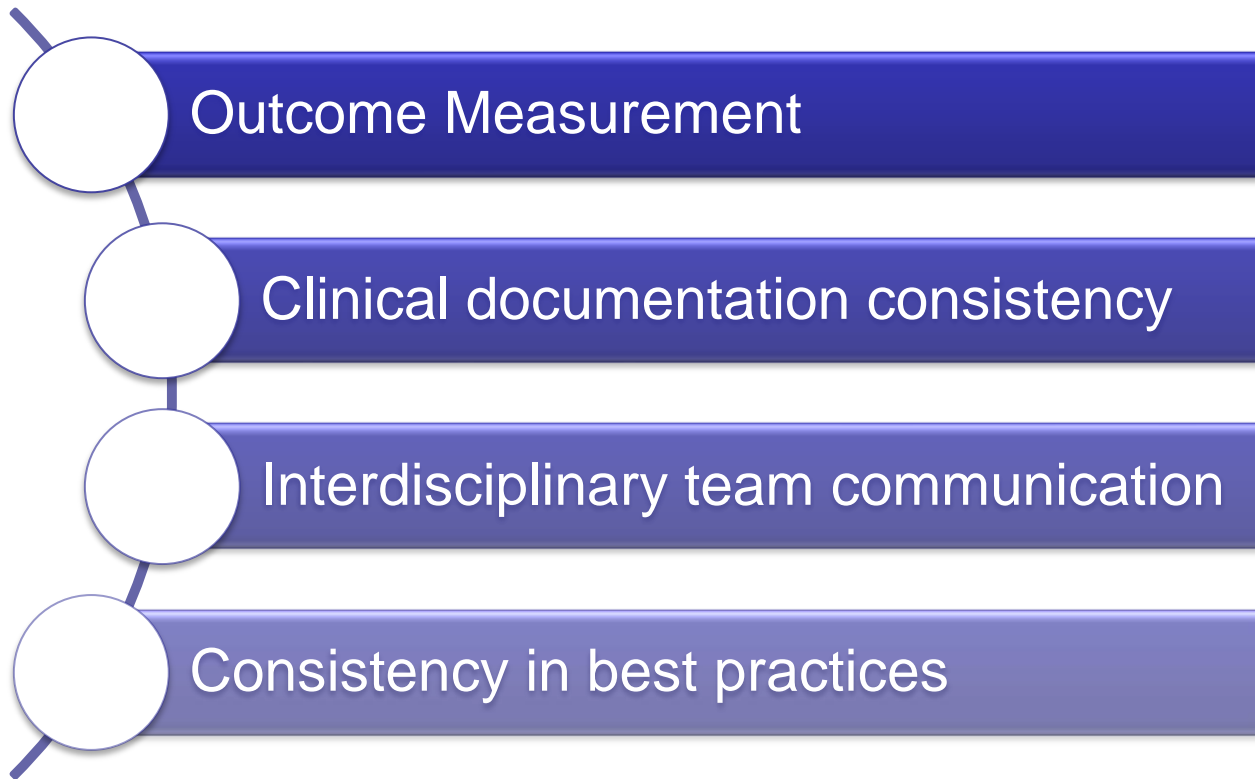 Outcome Measurement
Clinical documentation consistency
Interdisciplinary team communication
Consistency in best practices